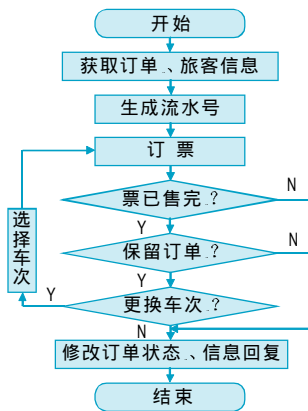 开始
获取订单、旅客信息
生成流水号
订 票
票已售完？
N
Y
选择车次
保留订单？
N
Y
更换车次？
Y
N
修改订单状态、信息回复
结束